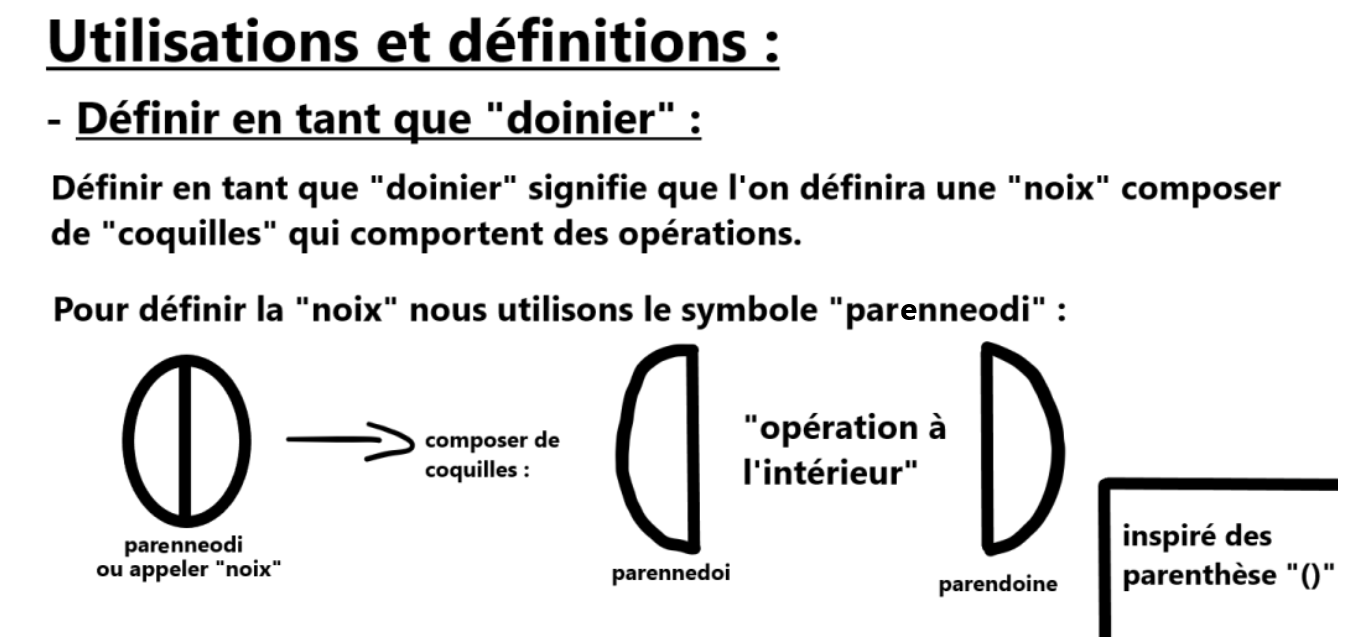 Utilisations et définitions :
- Définir en tant que "doinier" :
Définir en tant que "doinier" signifie que l'on définira une "noix" composer
de "coquilles" qui comportent des opérations.
Pour définir la "noix" nous utilisons le symbole "parenneodi" :
composer de
coquilles :
"opération à
l'intérieur"
parenneodi
ou appeler "noix"
parennedoi
parendoine
inspiré des
parenthèse "()"